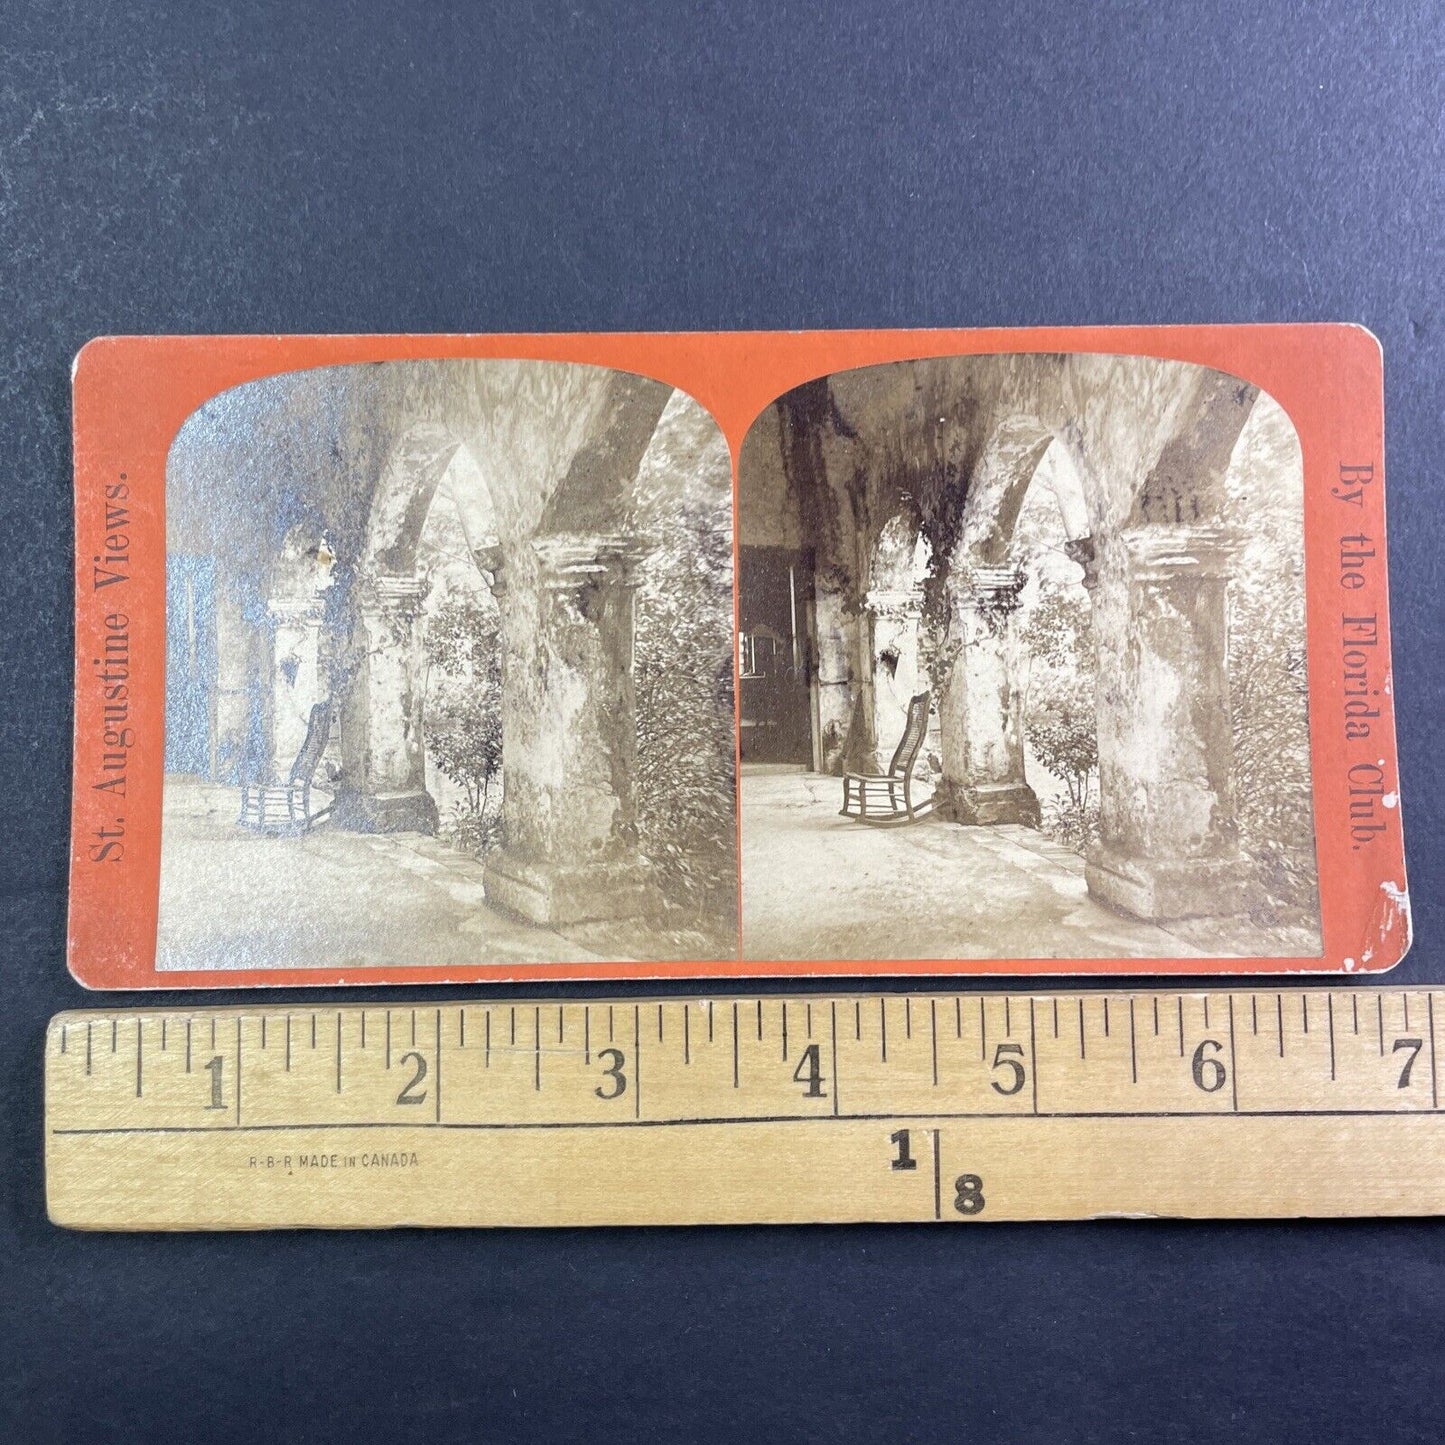 St. Augustine Views.
By the Florida Club.
1 2 3 4 5 6 7
R-B-R MADE IN CANADA
1
8